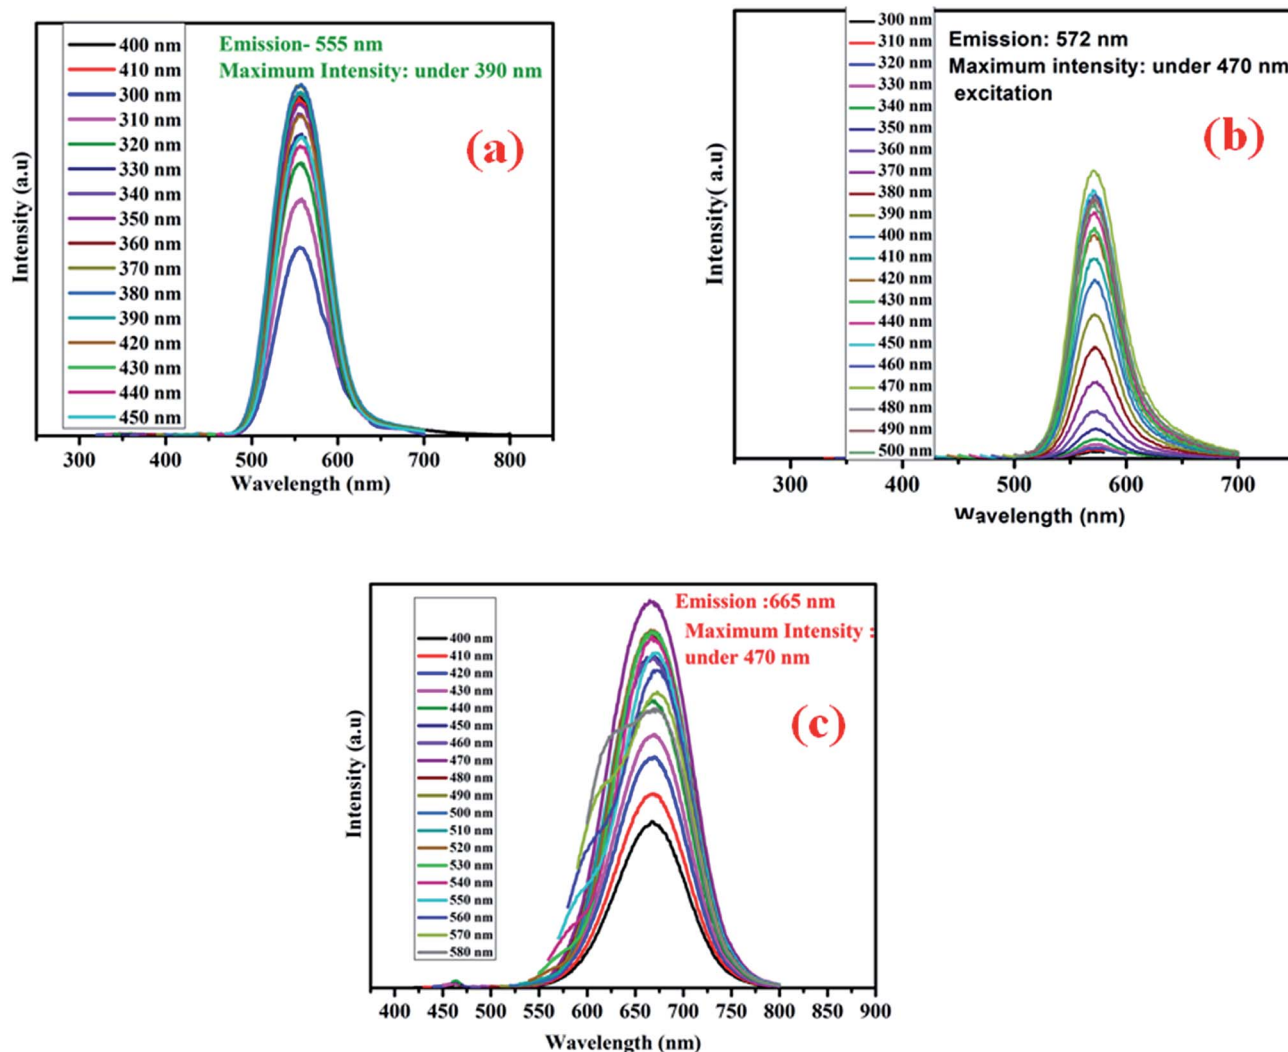 400 nm
410 nm
300 nm
310 nm
320 nm
330 nm
340 nm
350 nm
360 nm
370 nm
380 nm
390 nm
420 nm
430 nm
440 nm
450 nm
Emission- 555 nm
Maximum Intensity: under 390 nm
(a)
Intensity (a.u)
300 400 500 600 700 800
Wavelength (nm)
300 nm
310 nm
320 nm
330 nm
340 nm
350 nm
360 nm
370 nm
380 nm
390 nm
400 nm
410 nm
420 nm
430 nm
440 nm
450 nm
460 nm
470 nm
480 nm
490 nm
500 nm
Emission: 572 nm
Maximum intensity: under 470 nm
excitation
(b)
Intensity( a.u)
300 400 500 600 700
Wavelength (nm)
400 nm
410 nm
420 nm
430 nm
440 nm
450 nm
460 nm
470 nm
480 nm
490 nm
500 nm
510 nm
520 nm
530 nm
540 nm
550 nm
560 nm
570 nm
580 nm
Emission :665 nm
Maximum Intensity :
under 470 nm
(c)
Intensity (a.u)
400 450 500 550 600 650 700 750 800 850 900
Wavelength (nm)